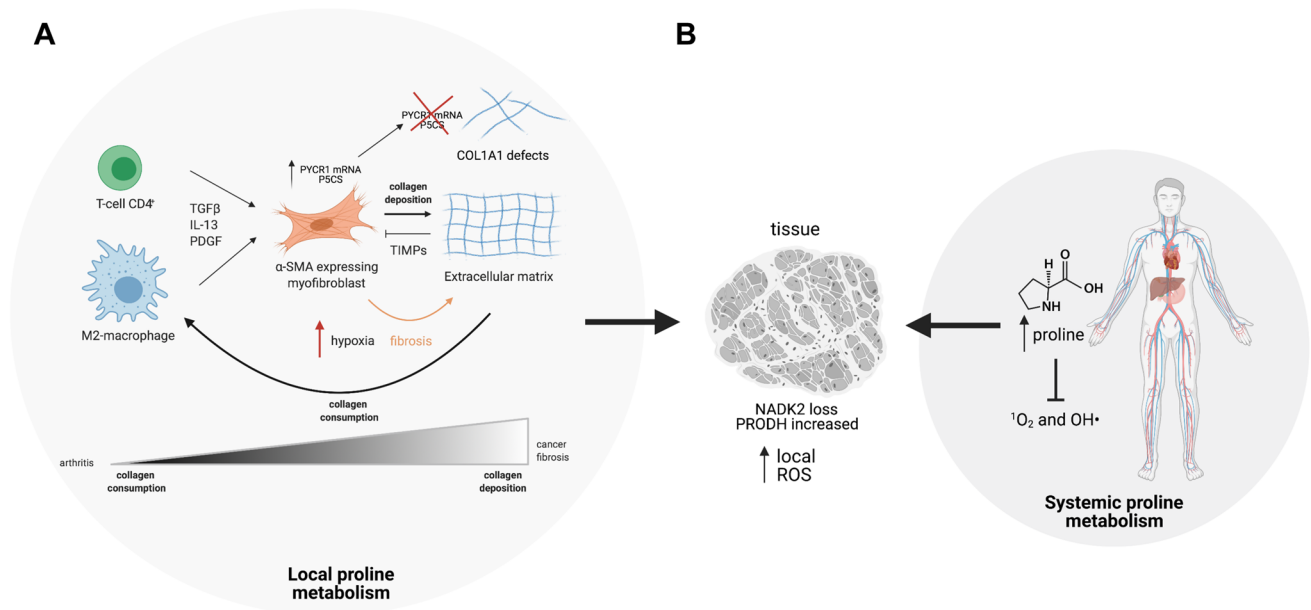 A
B
PYCR1 mRNA
P5CS
COL1A1 defects
PYCR1 mRNA
P5CS
T-cell CD4⁺
TGFβ
IL-13
PDGF
collagen
deposition
TIMPs
α-SMA expressing
myofibroblast
Extracellular matrix
M2-macrophage
hypoxia
fibrosis
collagen
consumption
arthritis
cancer
fibrosis
collagen
consumption
collagen
deposition
Local proline
metabolism
tissue
NADK2 loss
PRODH increased
local
ROS
H
O
OH
NH
proline
¹O₂ and OH•
Systemic proline
metabolism